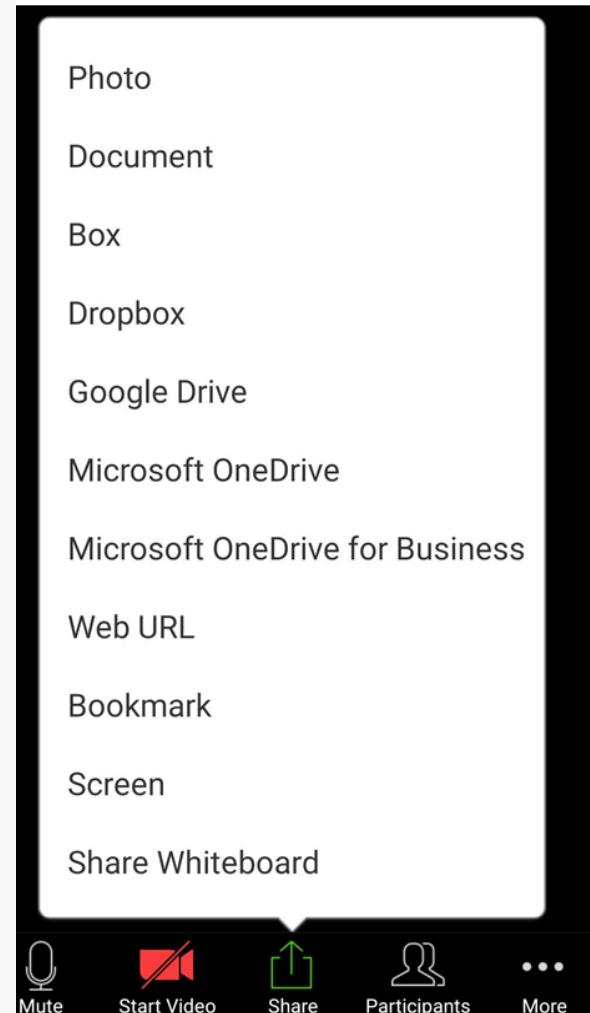 Photo
Document
Box
Dropbox
Google Drive
Microsoft OneDrive
Microsoft OneDrive for Business
Web URL
Bookmark
Screen
Share Whiteboard
Mute Start Video Share Participants More